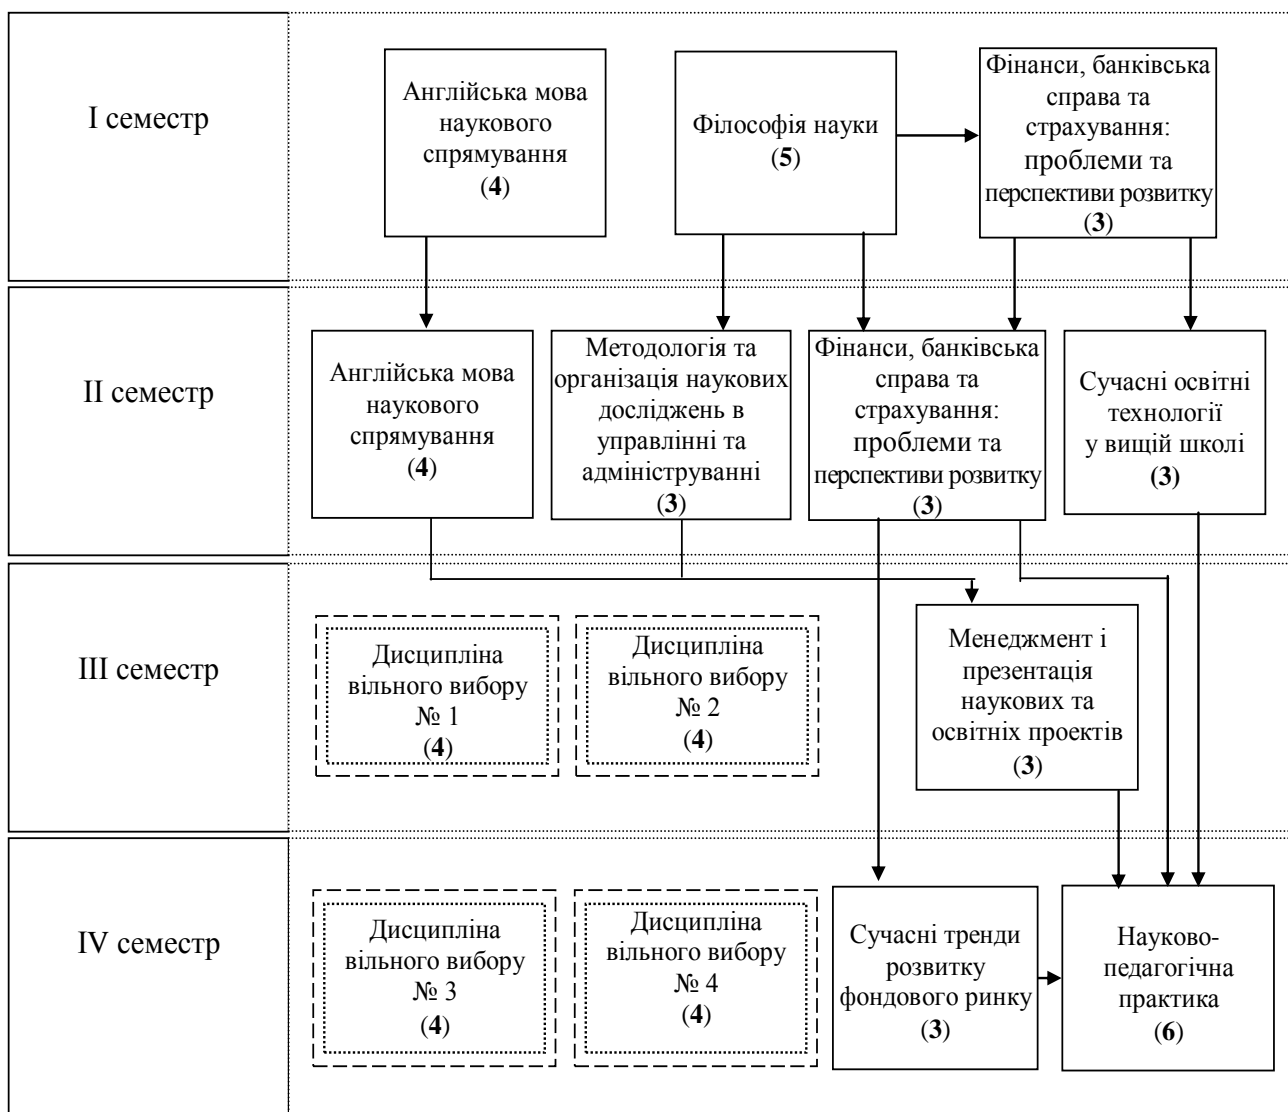 I семестр
Англійська мова
наукового
спрямування
(4)
Філософія науки
(5)
Фінанси, банківська
справа та
страхування:
проблеми та
перспективи розвитку
(3)
II семестр
Англійська мова
наукового
спрямування
(4)
Методологія та
організація наукових
досліджень в
управлінні та
адмініструванні
(3)
Фінанси, банківська
справа та
страхування:
проблеми та
перспективи розвитку
(3)
Сучасні освітні
технології
у вищій школі
(3)
III семестр
Дисципліна
вільного вибору
№ 1
(4)
Дисципліна
вільного вибору
№ 2
(4)
Менеджмент і
презентація
наукових та
освітніх проектів
(3)
IV семестр
Дисципліна
вільного вибору
№ 3
(4)
Дисципліна
вільного вибору
№ 4
(4)
Сучасні тренди
розвитку
фондового ринку
(3)
Науково-
педагогічна
практика
(6)